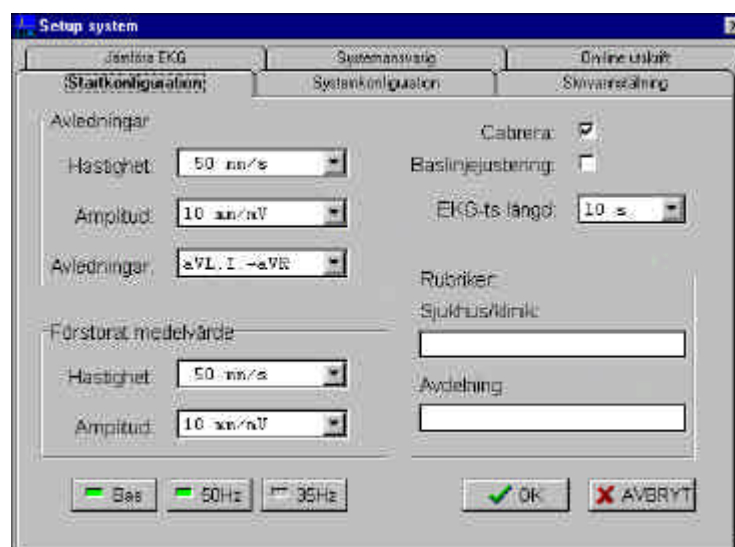 Setup system
Jämföra EKG
Systemansvarig
On-line utskrift
Startkonfiguration
Systemkonfiguration
Skrivarinställning
Avledningar
Hastighet:
50 mm/s
Amplitud:
10 mm/mV
Avledningar:
aVL,I,-aVR
Cabrera:
Baslinjejustering:
EKG-ts längd:
10 s
Förstorat medelvärde
Hastighet:
50 mm/s
Amplitud:
10 mm/mV
Rubriker:
Sjukhus/klinik:
Avdelning
Bas
50Hz
35Hz
OK
AVBRYT